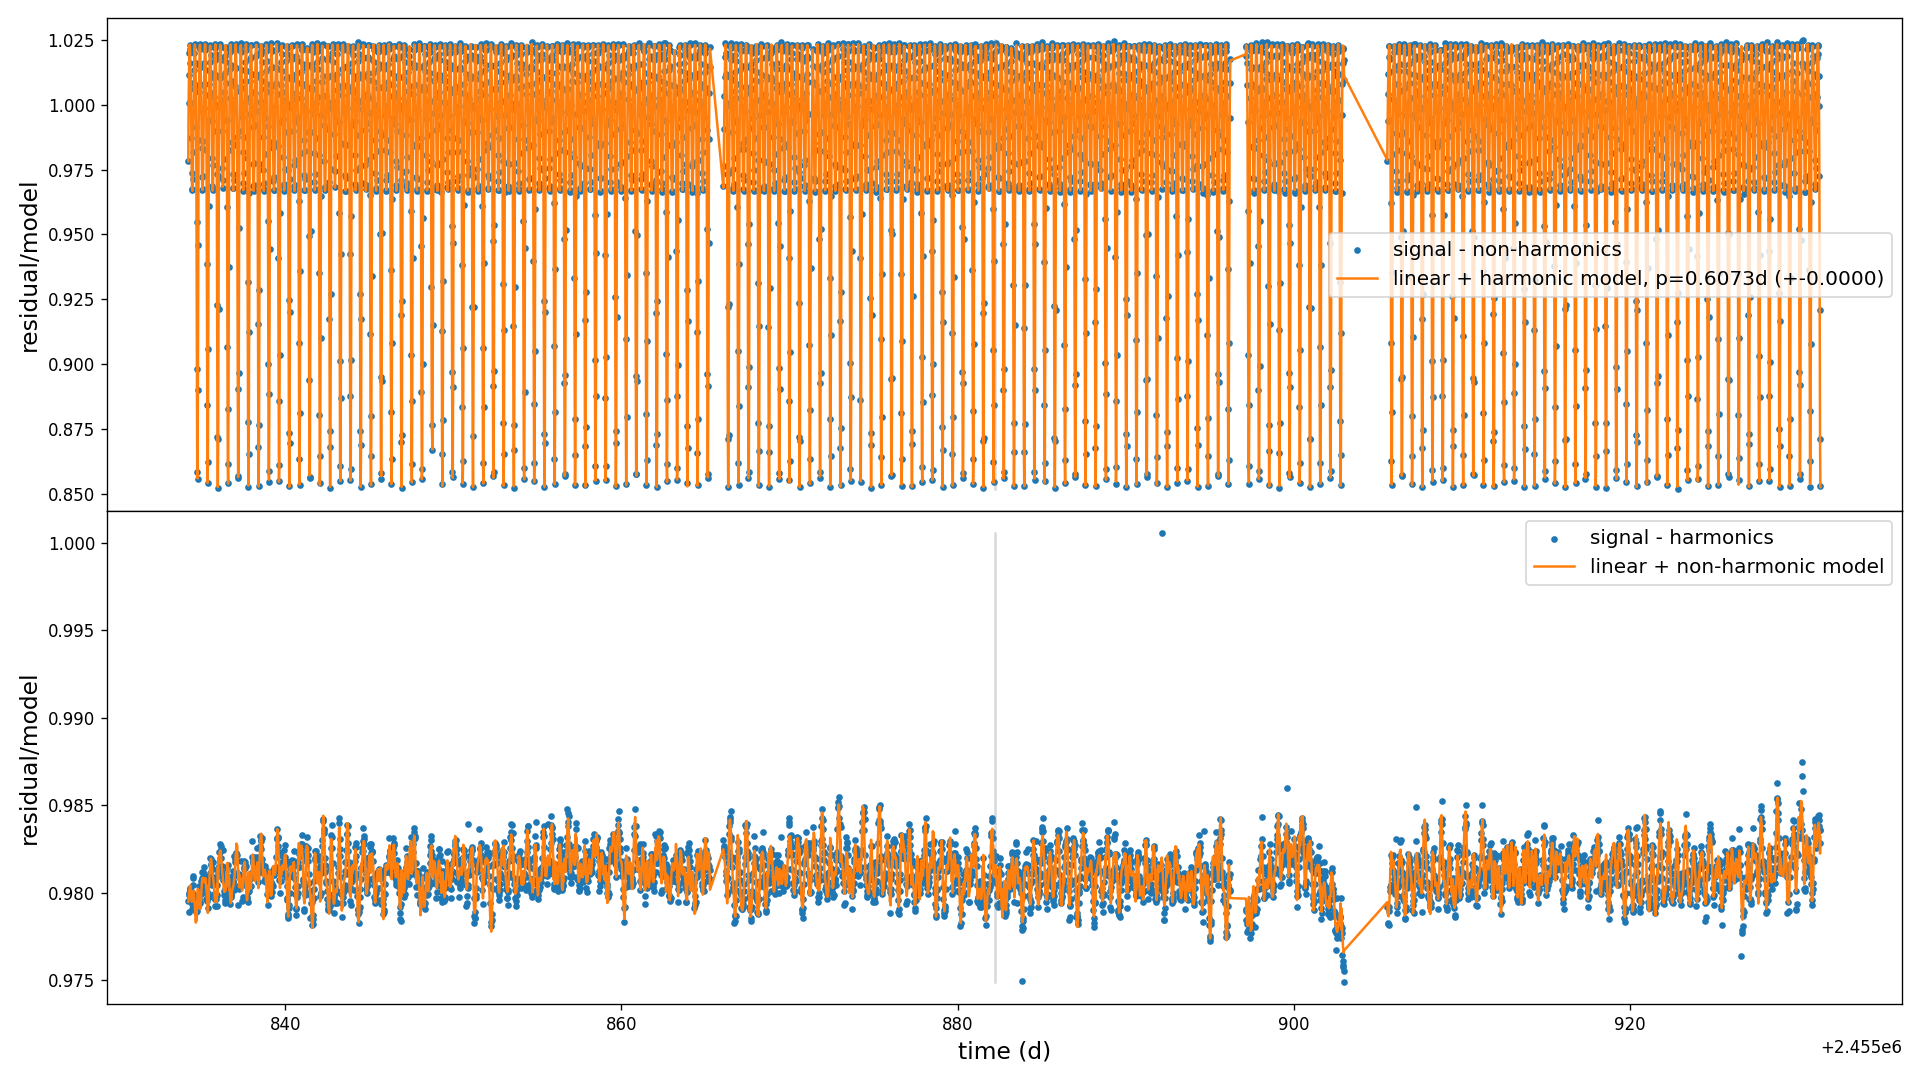 1.025
1.000
0.975
0.950
0.925
0.900
0.875
0.850
residual/model
signal - non-harmonics
linear + harmonic model, p=0.6073d (+-0.0000)
1.000
0.995
0.990
0.985
0.980
0.975
residual/model
signal - harmonics
linear + non-harmonic model
840
860
880
900
920
+2.455e6
time (d)